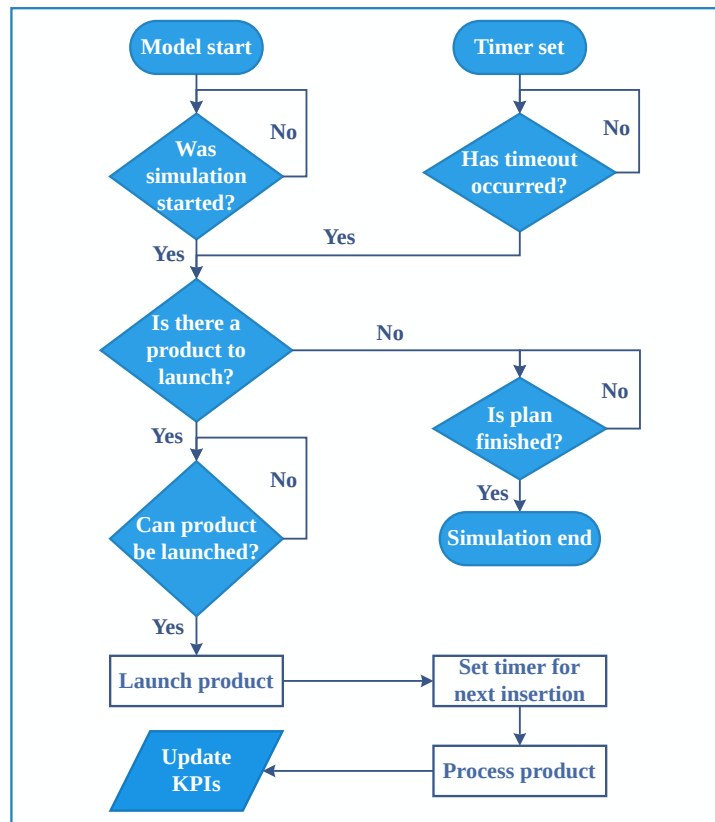 Model start
Timer set
No
No
Was
simulation
started?
Has timeout
occurred?
Yes
Yes
Is there a
product to
launch?
No
No
Is plan
finished?
Yes
No
Yes
Can product
be launched?
Simulation end
Yes
Launch product
Set timer for
next insertion
Update
KPIs
Process product